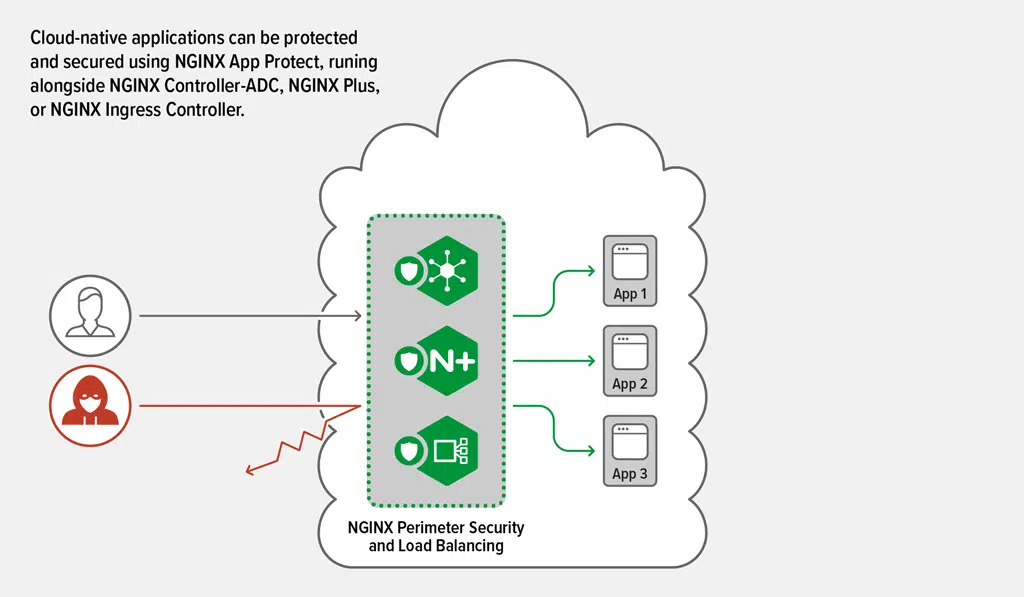 Cloud-native applications can be protected
and secured using NGINX App Protect, runing
alongside NGINX Controller-ADC, NGINX Plus,
or NGINX Ingress Controller.
App 1
N+
App 2
App 3
NGINX Perimeter Security
and Load Balancing